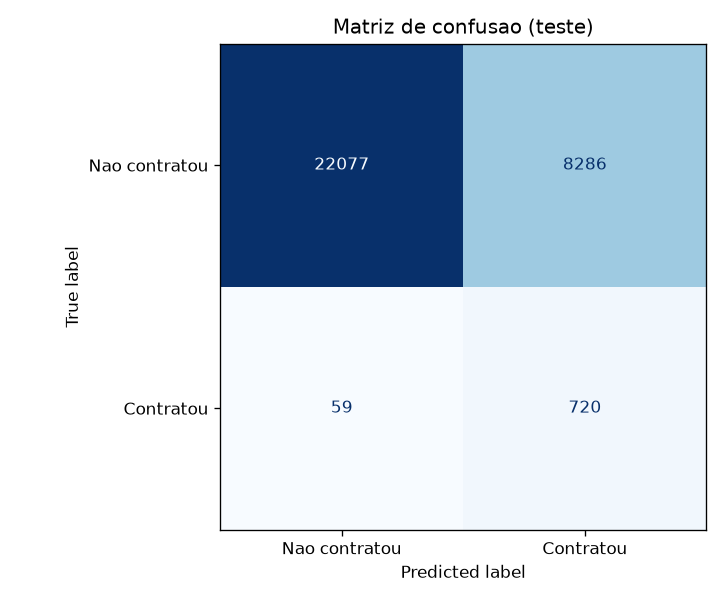 Matriz de confusao (teste)
Nao contratou
22077
8286
True label
Contratou
59
720
Nao contratou
Contratou
Predicted label